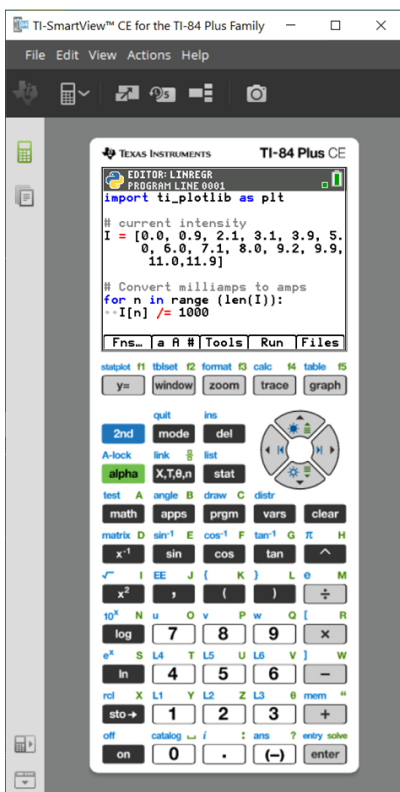 TI-SmartView™ CE for the TI-84 Plus Family
File Edit View Actions Help
TEXAS INSTRUMENTS TI-84 Plus CE
EDITOR: LINREGR
PROGRAM LINE 0001
import ti_plotlib as plt
# current intensity
I = [0.0, 0.9, 2.1, 3.1, 3.9, 5.
0, 6.0, 7.1, 8.0, 9.2, 9.9,
11.0,11.9]
# Convert milliamps to amps
for n in range (len(I)):
I[n] /= 1000
Fns… a A # Tools Run Files
statplot f1 tblset f2 format f3 calc f4 table f5
y= window zoom trace graph
quit ins
2nd mode del
A-lock link list
alpha X,T,θ,n stat
test A angle B draw C distr
math apps prgm vars clear
matrix D sin⁻¹ E cos⁻¹ F tan⁻¹ G π H
x⁻¹ sin cos tan ^
√ I EE J { K } L e M
x² , ( ) ÷
10ˣ N u O v P w Q [ R
log 7 8 9 ×
eˣ S L4 T L5 U L6 V ] W
ln 4 5 6 −
rcl X L1 Y L2 Z L3 θ mem "
sto→ 1 2 3 +
off catalog i : ans ? entry solve
on 0 . (−) enter